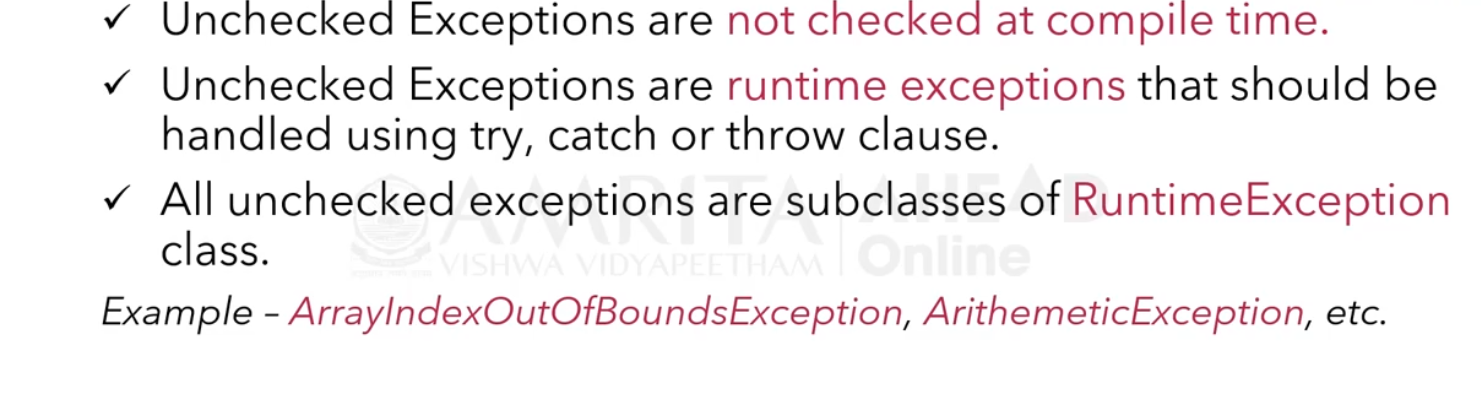 ✓ Unchecked Exceptions are not checked at compile time.
✓ Unchecked Exceptions are runtime exceptions that should be
handled using try, catch or throw clause.
✓ All unchecked exceptions are subclasses of RuntimeException
class.
AMRITA AHEAD
VISHWA VIDYAPEETHAM Online
Example – ArrayIndexOutOfBoundsException, ArithemeticException, etc.